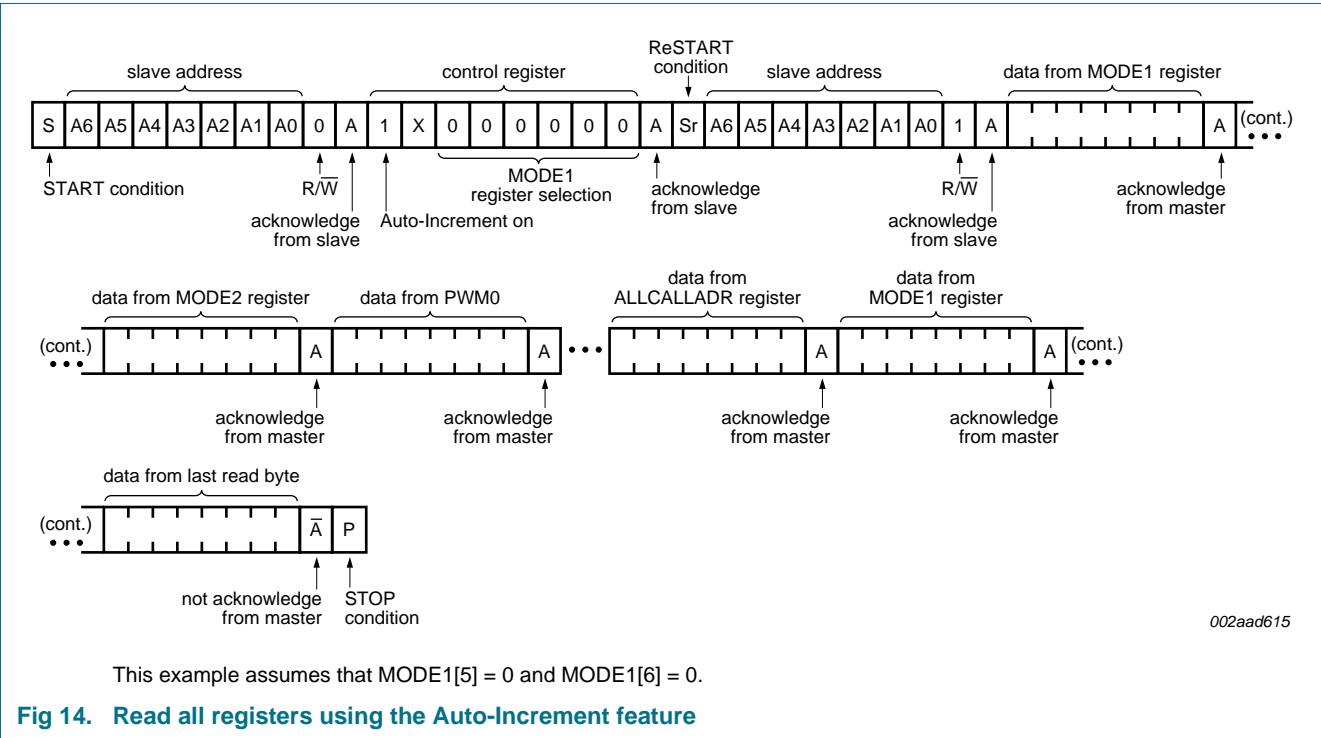 ReSTART
condition
slave address control register slave address data from MODE1 register
S A6 A5 A4 A3 A2 A1 A0 0 A 1 X 0 0 0 0 0 0 A Sr A6 A5 A4 A3 A2 A1 A0 1 A A (cont.)
START condition R/W̅ MODE1
register selection acknowledge
from slave R/W̅ acknowledge
from master
acknowledge
from slave Auto-Increment on acknowledge
from slave
data from MODE2 register data from PWM0 data from
ALLCALLADR register data from
MODE1 register
(cont.) A A A A (cont.)
acknowledge
from master acknowledge
from master acknowledge
from master acknowledge
from master
data from last read byte
(cont.) A̅ P
not acknowledge
from master STOP
condition
002aad615
This example assumes that MODE1[5] = 0 and MODE1[6] = 0.
Fig 14. Read all registers using the Auto-Increment feature